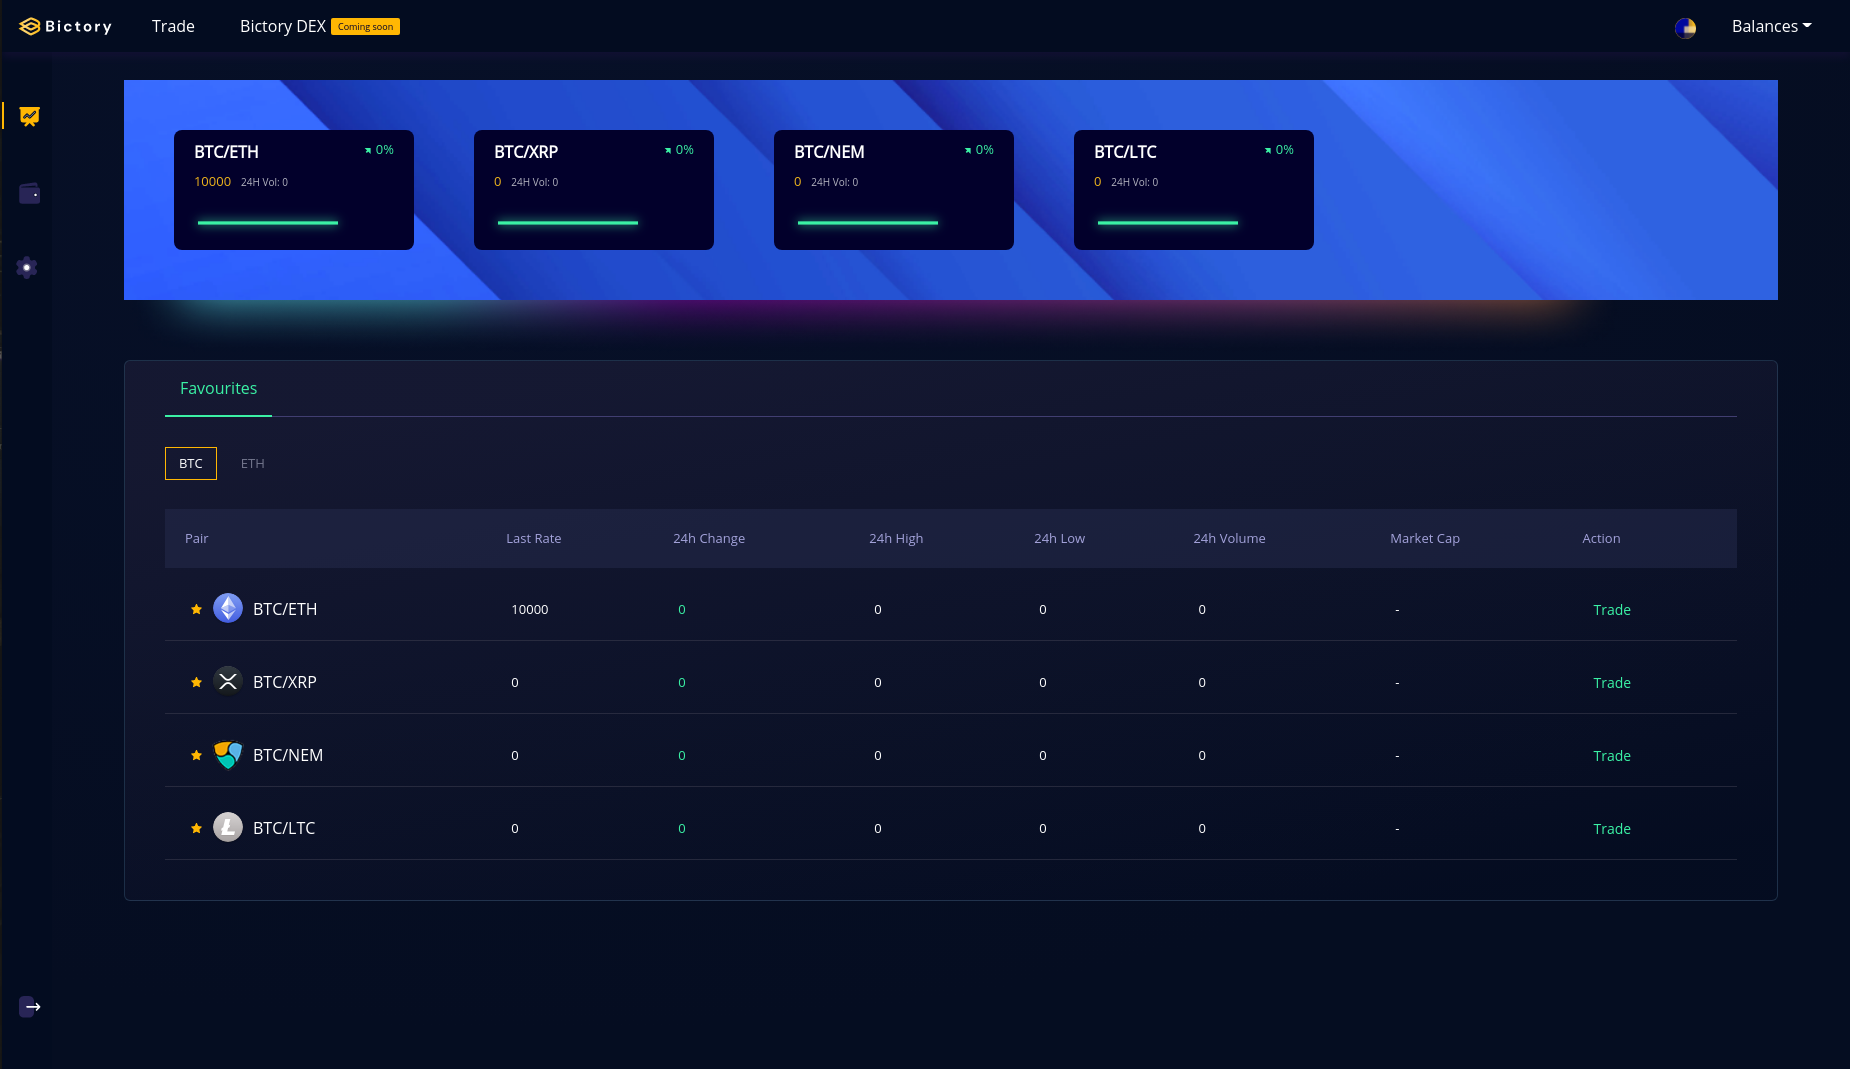 Bictory Trade Bictory DEX Coming soon Balances
BTC/ETH 0%
10000 24H Vol: 0
BTC/XRP 0%
0 24H Vol: 0
BTC/NEM 0%
0 24H Vol: 0
BTC/LTC 0%
0 24H Vol: 0
Favourites
BTC ETH
Pair Last Rate 24h Change 24h High 24h Low 24h Volume Market Cap Action
BTC/ETH 10000 0 0 0 0 - Trade
BTC/XRP 0 0 0 0 0 - Trade
BTC/NEM 0 0 0 0 0 - Trade
BTC/LTC 0 0 0 0 0 - Trade